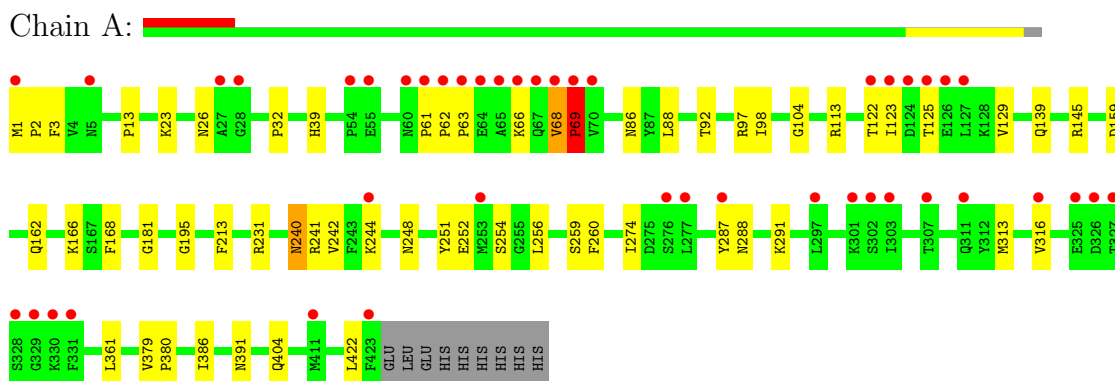 Chain A:
M1 P2 F3 V4 N5 P13 K23 N26 A27 G28 P32 H39 P54 E55 N60 P61 P62 P63 E64 A65 K66 Q67 V68 P69 V70 N86 Y87 L88 T92 R97 I98 G104 R113 T122 I123 D124 T125 E126 L127 K128 V129 Q139 R145
Q162 K166 S167 F168 G181 G195 F213 R231 N240 R241 V242 F243 K244 N248 Y251 E252 M253 S254 G255 L256 S259 F260 I274 D275 S276 L277 Y287 N288 K291 L297 K301 S302 I303 T307 Q311 Y312 M313 V316 E325 D326 T327
S328 G329 K330 F331 L361 V379 P380 I386 N391 Q404 M411 L422 F423 GLU LEU GLU HIS HIS HIS HIS HIS HIS